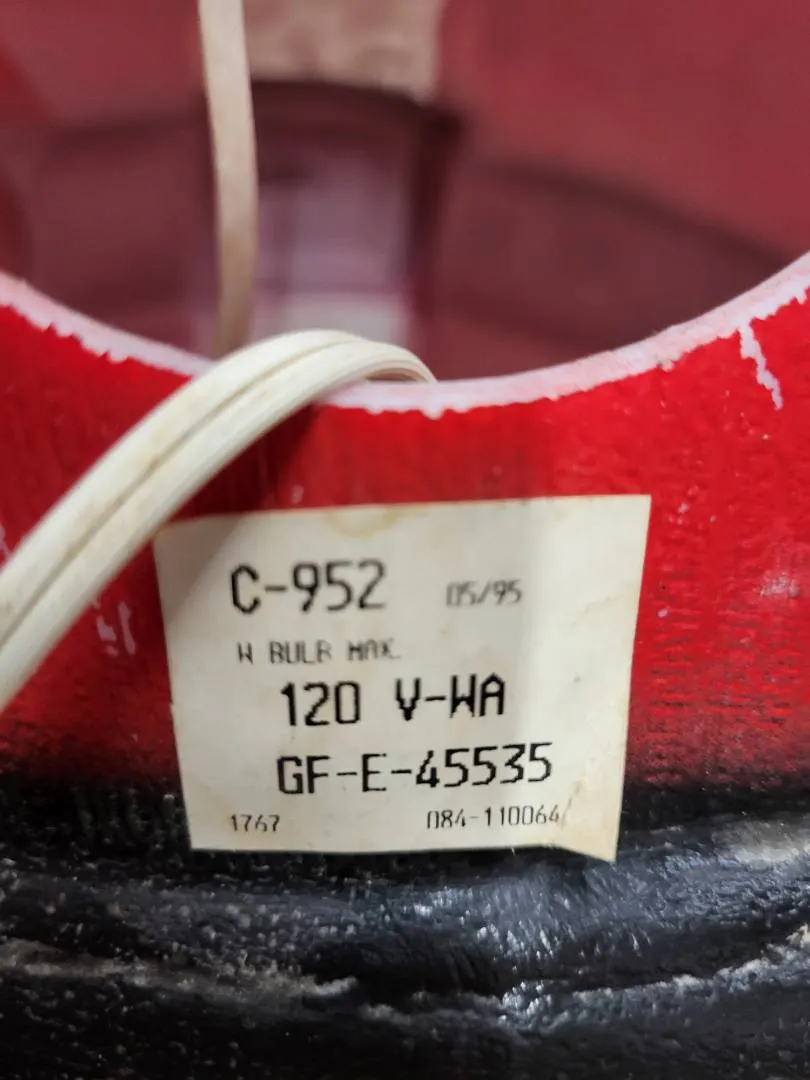 C-952 05/95
W BULB MAX.
120 V-WA
GF-E-45535
1767 084-110064